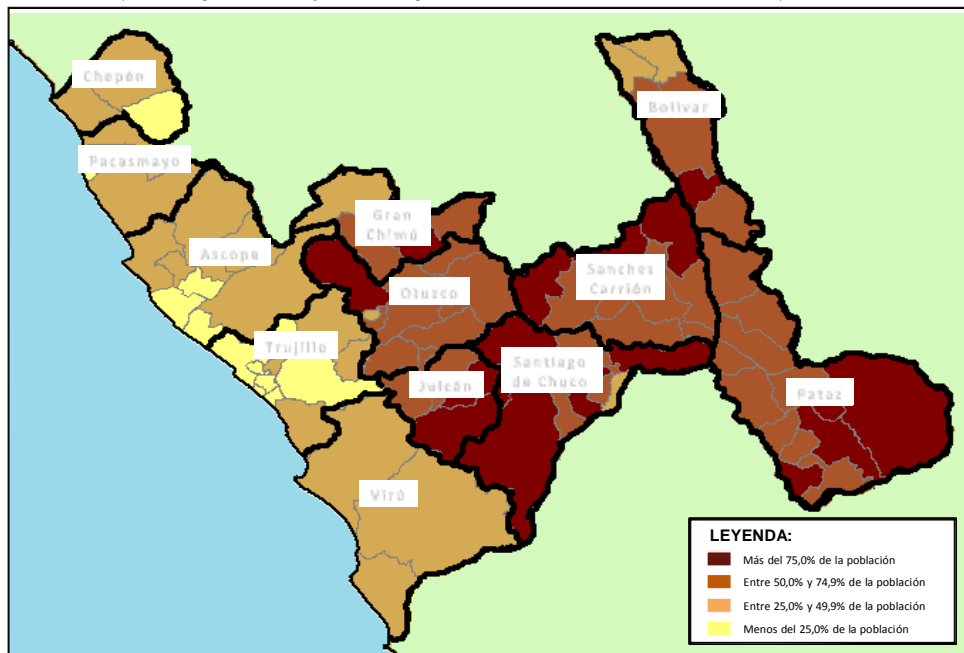 Chepén
Bolívar
Pacasmayo
Gran
Chimú
Ascope
Sanches
Carrión
Otuzco
Trujillo
Santiago
de Chuco
Julcán
Pataz
Virú
LEYENDA:
Más del 75,0% de la población
Entre 50,0% y 74,9% de la población
Entre 25,0% y 49,9% de la población
Menos del 25,0% de la población